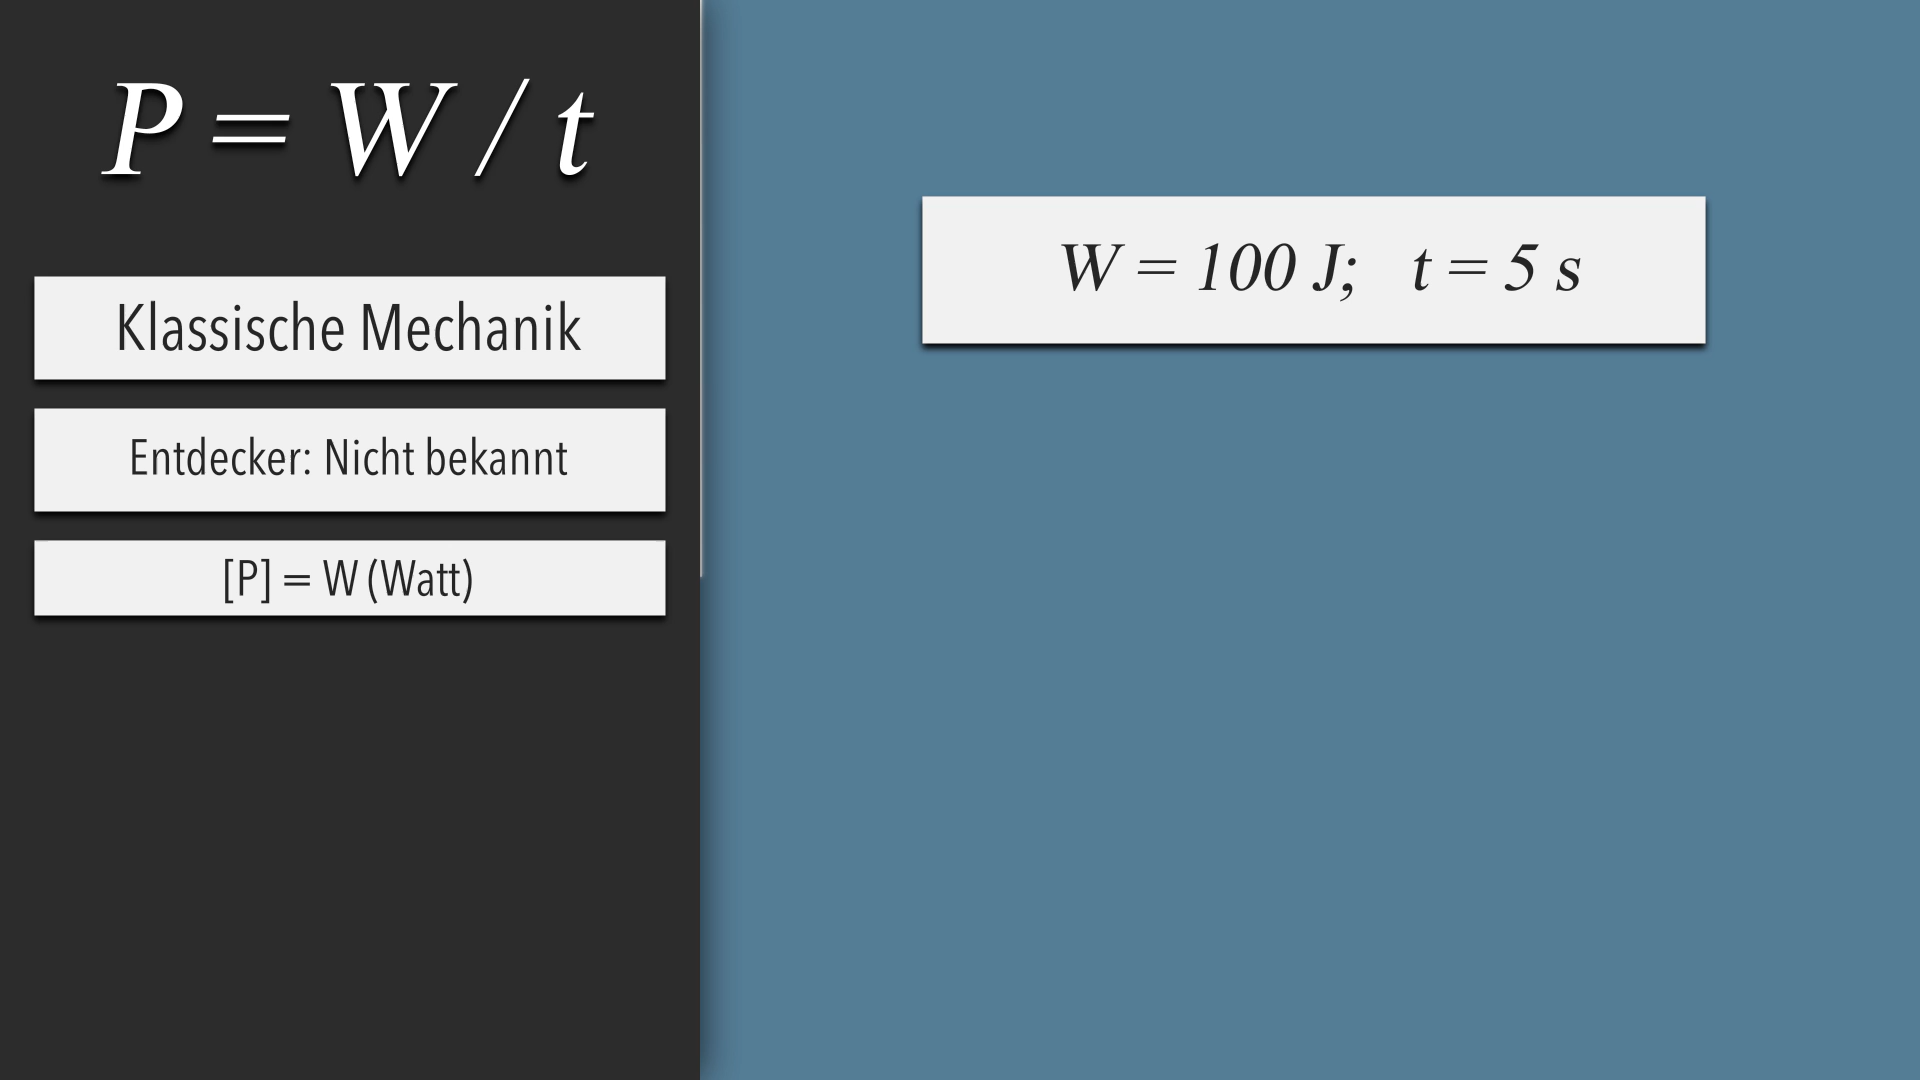 P = W / t
Klassische Mechanik
Entdecker: Nicht bekannt
[P] = W (Watt)
W = 100 J; t = 5 s